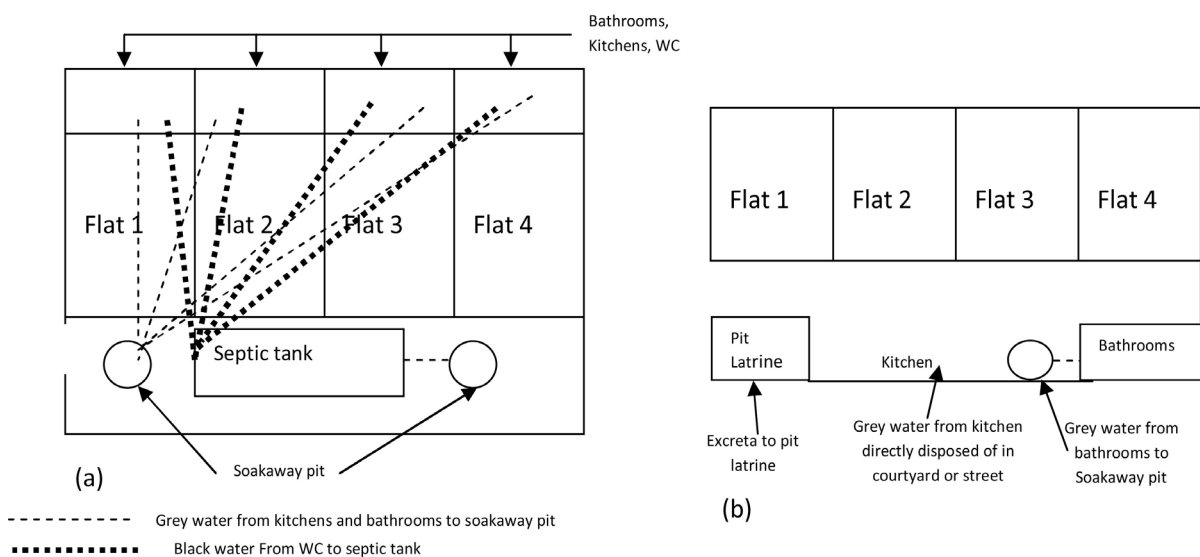 Bathrooms,
Kitchens, WC
Flat 1
Flat 2
Flat 3
Flat 4
Septic tank
Soakaway pit
(a)
Grey water from kitchens and bathrooms to soakaway pit
Black water From WC to septic tank
Flat 1
Flat 2
Flat 3
Flat 4
Pit
Latrine
Kitchen
Bathrooms
Excreta to pit
latrine
Grey water from kitchen
directly disposed of in
courtyard or street
Grey water from
bathrooms to
Soakaway pit
(b)